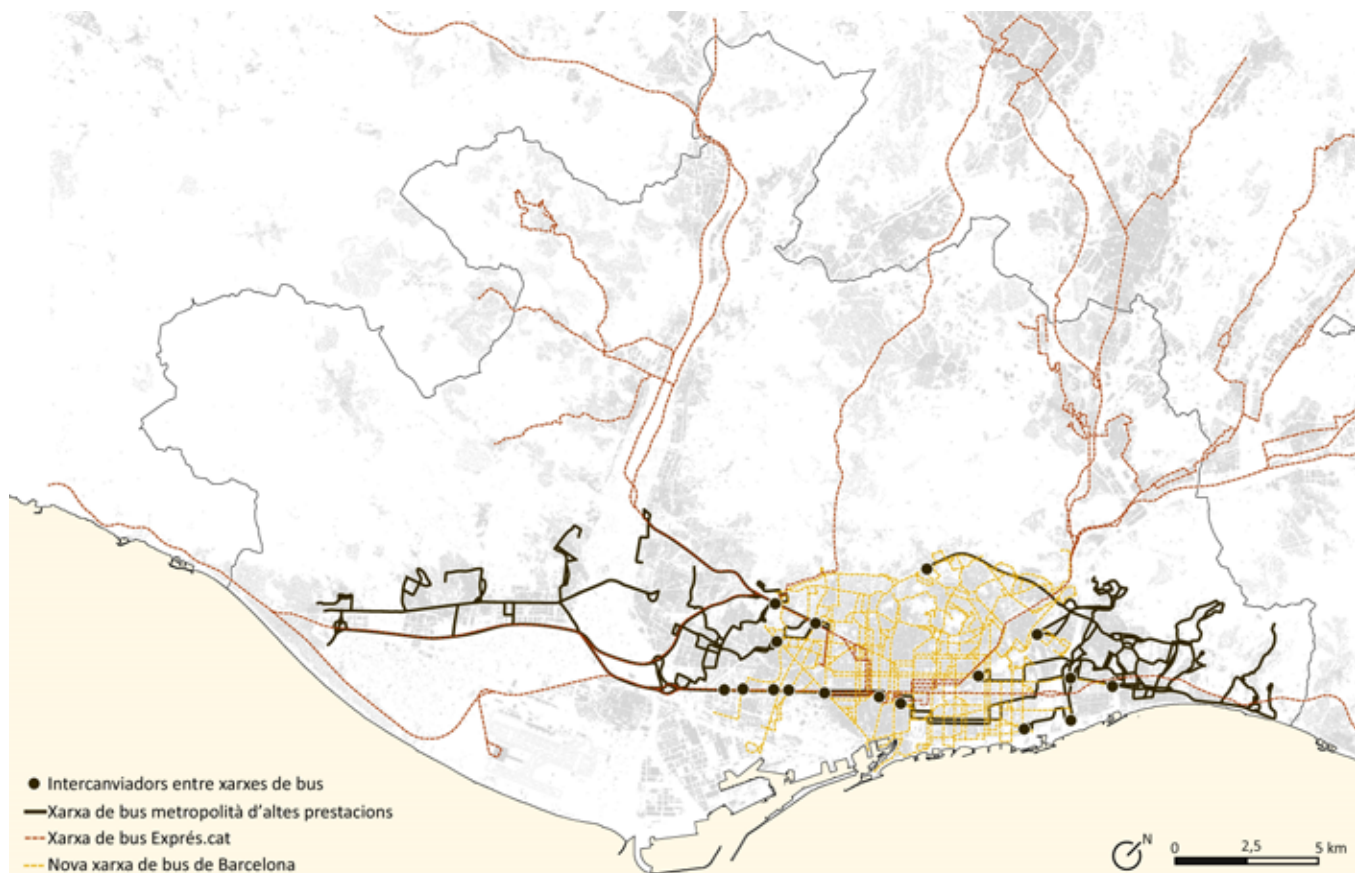 Intercanviadors entre xarxes de bus
Xarxa de bus metropolità d'altes prestacions
Xarxa de bus Exprés.cat
Nova xarxa de bus de Barcelona
N
0 2,5 5 km